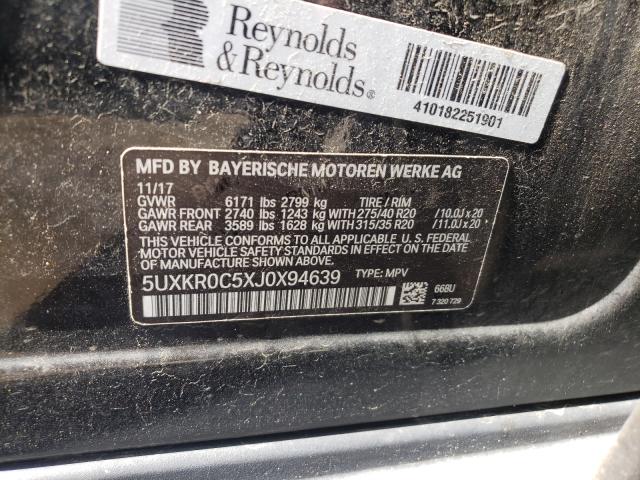 Reynolds
&Reynolds®
410182251901
MFD BY BAYERISCHE MOTOREN WERKE AG
11/17
GVWR 6171 lbs 2799 kg TIRE / RIM
GAWR FRONT 2740 lbs 1243 kg WITH 275/40 R20 /10.0J x 20"
GAWR REAR 3589 lbs 1628 kg WITH 315/35 R20 /11.0J x 20"
THIS VEHICLE CONFORMS TO ALL APPLICABLE U. S. FEDERAL
MOTOR VEHICLE SAFETY STANDARDS IN EFFECT ON THE
DATE OF MANUFACTURE SHOWN ABOVE.
5UXKR0C5XJ0X94639 TYPE: MPV
668U
7 320 729